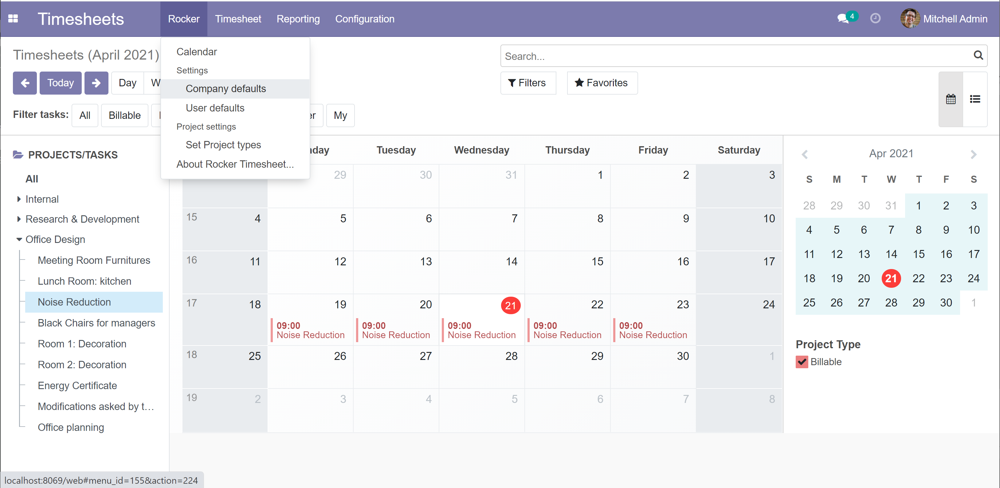 Timesheets Rocker Timesheet Reporting Configuration 4 Mitchell Admin
Timesheets (April 2021)
Search...
Today Day W
Filters Favorites
Filter tasks: All Billable er My
Calendar
Settings
Company defaults
User defaults
Project settings
Set Project types
About Rocker Timesheet...
PROJECTS/TASKS
All
Internal
Research & Development
Office Design
Meeting Room Furnitures
Lunch Room: kitchen
Noise Reduction
Black Chairs for managers
Room 1: Decoration
Room 2: Decoration
Energy Certificate
Modifications asked by t...
Office planning
nday Tuesday Wednesday Thursday Friday Saturday
29 30 31 1 2 3
15 4 5 6 7 8 9 10
16 11 12 13 14 15 16 17
17 18 19 20 21 22 23 24
09:00 09:00 09:00 09:00 09:00
Noise Reduction Noise Reduction Noise Reduction Noise Reduction Noise Reduction
18 25 26 27 28 29 30 1
19 2 3 4 5 6 7 8
Apr 2021
S M T W T F S
28 29 30 31 1 2 3
4 5 6 7 8 9 10
11 12 13 14 15 16 17
18 19 20 21 22 23 24
25 26 27 28 29 30 1
Project Type
Billable
localhost:8069/web#menu_id=155&action=224